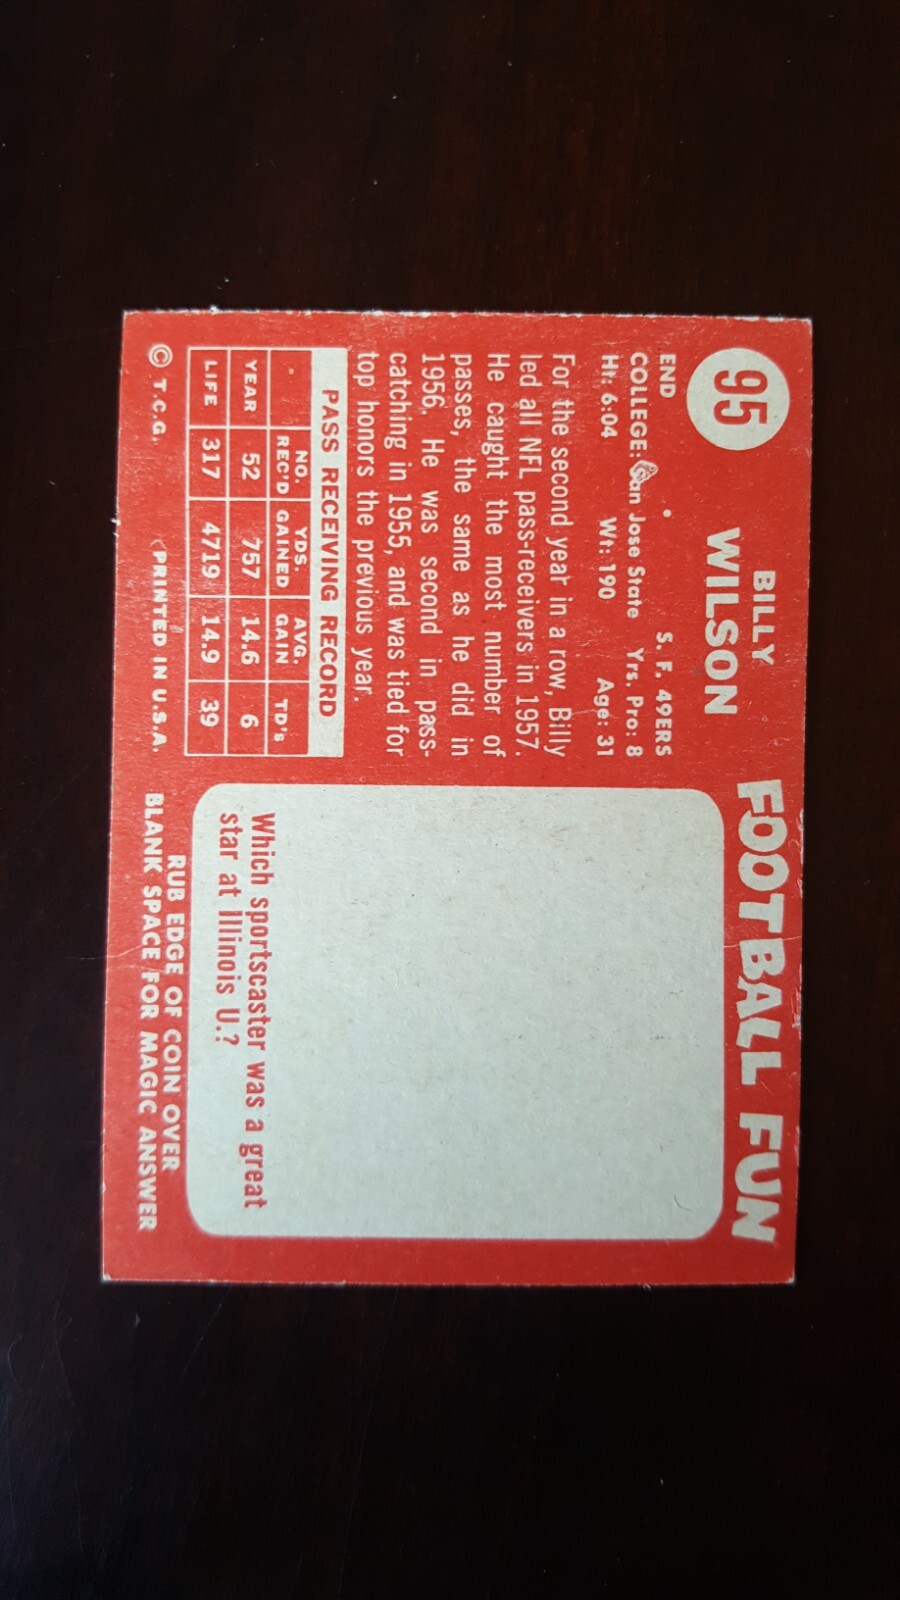 95
BILLY
WILSON
END S. F. 49ERS
COLLEGE: San Jose State Yrs. Pro: 8
Ht: 6:04 Wt: 190 Age: 31
For the second year in a row, Billy
led all NFL pass-receivers in 1957.
He caught the most number of
passes, the same as he did in
1956. He was second in pass-
catching in 1955, and was tied for
top honors the previous year.
PASS RECEIVING RECORD
NO. REC'D YDS. GAINED AVG. GAIN TD's
YEAR 52 757 14.6 6
LIFE 317 4719 14.9 39
© T.C.G. PRINTED IN U.S.A.
FOOTBALL FUN
Which sportscaster was a great
star at Illinois U.?
RUB EDGE OF COIN OVER
BLANK SPACE FOR MAGIC ANSWER